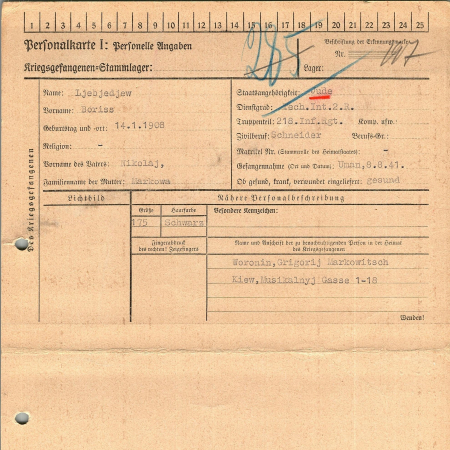 1 2 3 4 5 6 7 8 9 10 11 12 13 14 15 16 17 18 19 20 21 22 23 24 25
Personalkarte I: Personelle Angaben
Kriegsgefangenen-Stammlager:
285
Beschriftung der Erkennungsmarke
Nr. 1917
Lager:
Des Kriegsgefangenen
Name: Ljebjedjew
Vorname: Boriss
Geburtstag und -ort: 14.1.1908
Religion: -
Vorname des Vaters: Nikolaj,
Familienname der Mutter: Markowa
Staatsangehörigkeit: Jude
Dienstgrad: Tech.Int.2.R.
Truppenteil: 218.Inf.Rgt. Komp. usw.
Zivilberuf: Schneider Berufs-Gr.:
Matrikel Nr. (Stammrolle des Heimatstaates): -
Gefangennahme (Ort und Datum): Uman, 8.8.41.
Ob gesund, krank, verwundet eingeliefert: gesund
Lichtbild
Nähere Personalbeschreibung
Größe Haarfarbe
175 Schwarz
Besondere Kennzeichen:
Fingerabdruck
des rechten! Zeigefingers
Name und Anschrift der zu benachrichtigenden Person in der Heimat
des Kriegsgefangenen
Woronin, Grigorij Markowitsch
Kiew, Musikalnyj Gasse 1-18
Wenden!